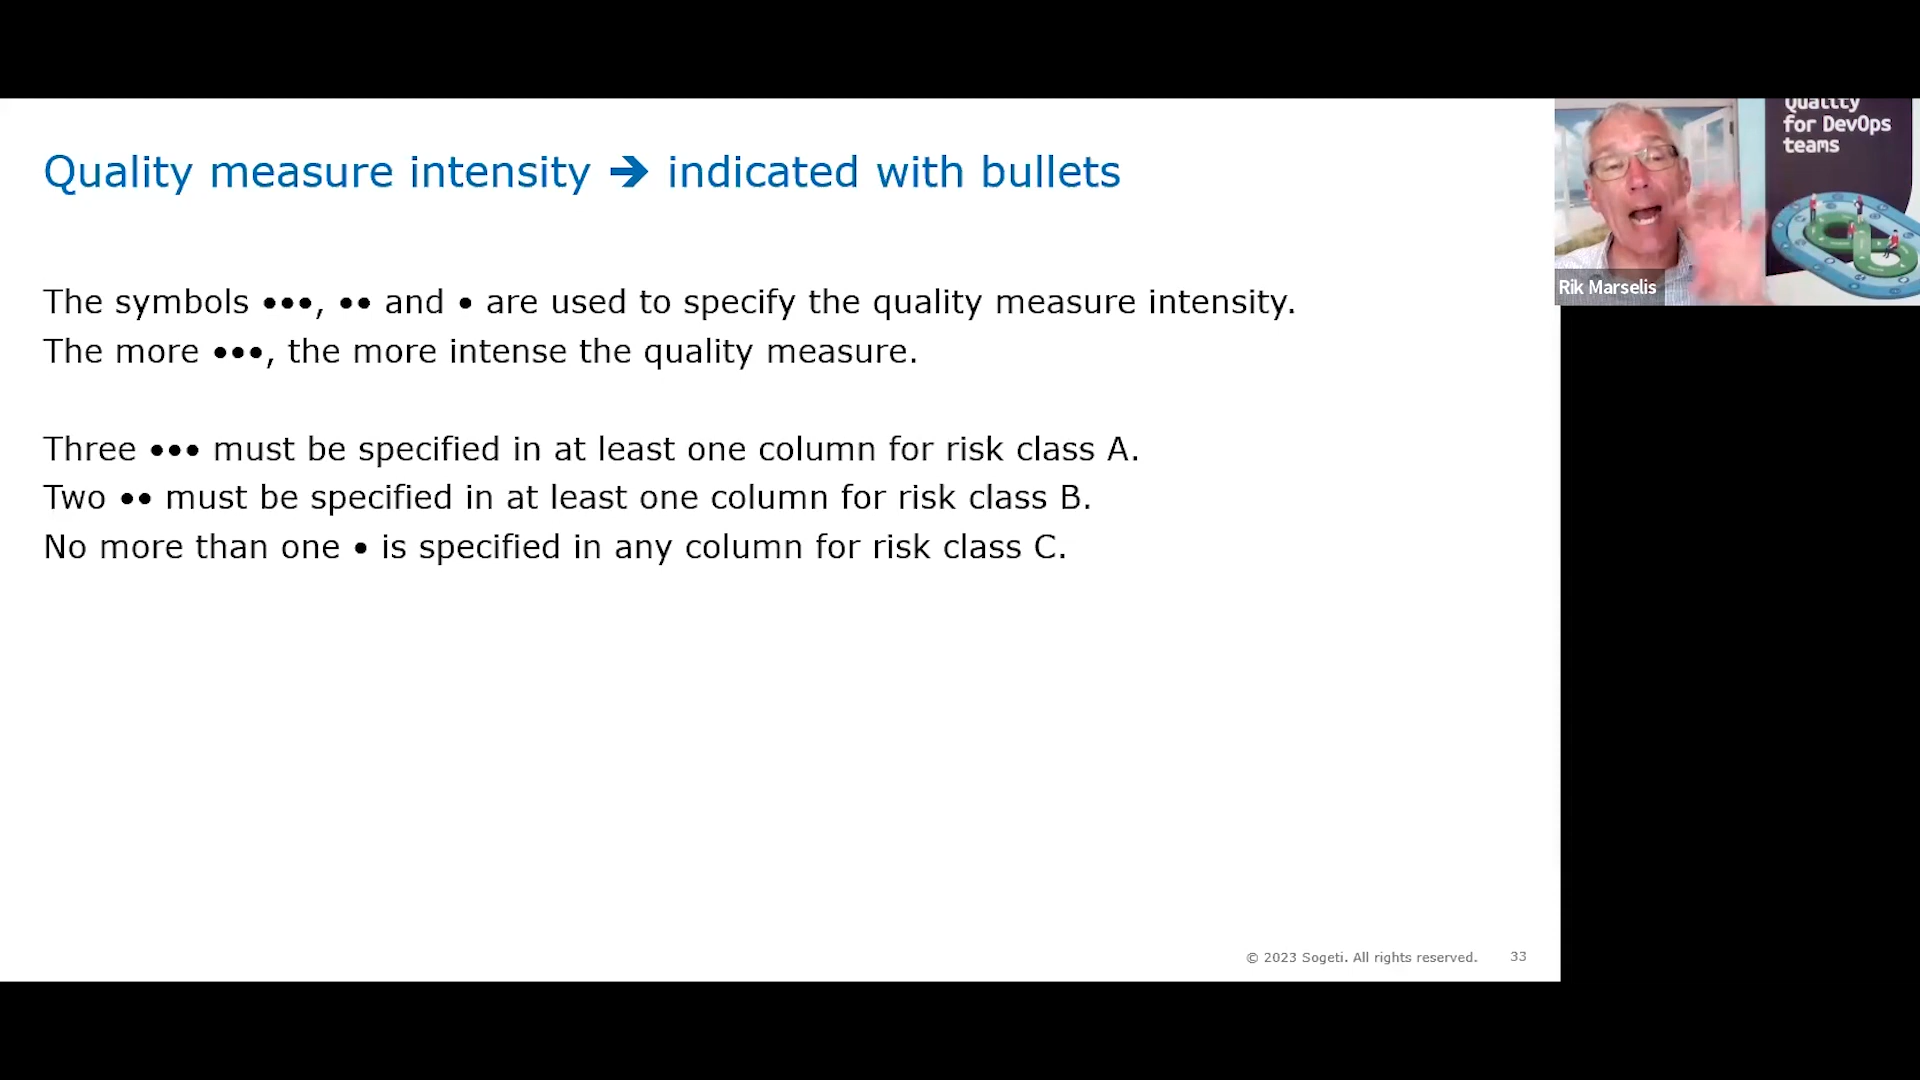 Quality measure intensity ➔ indicated with bullets
The symbols •••, •• and • are used to specify the quality measure intensity.
The more •••, the more intense the quality measure.
Three ••• must be specified in at least one column for risk class A.
Two •• must be specified in at least one column for risk class B.
No more than one • is specified in any column for risk class C.
© 2023 Sogeti. All rights reserved. 33
Quality
for DevOps
teams
Rik Marselis